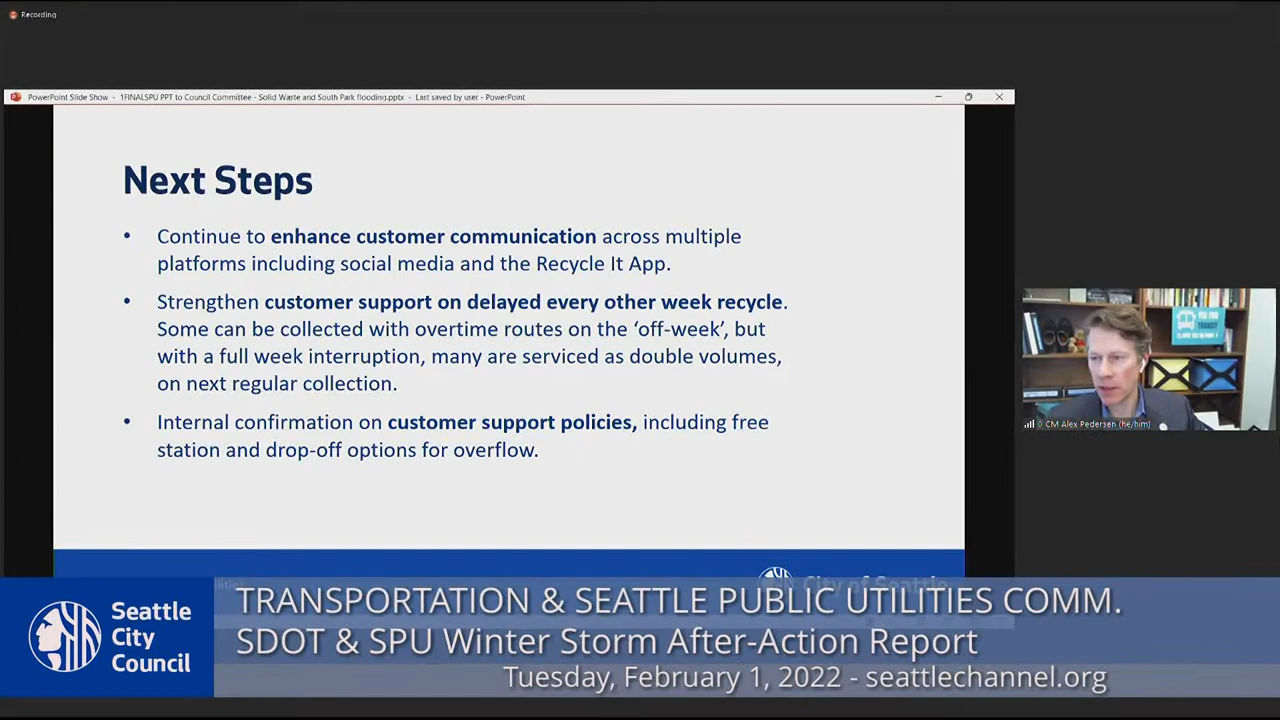 Recording
PowerPoint Slide Show - 1FINALSPU PPT to Council Committee - Solid Waste and South Park flooding.pptx - Last saved by user - PowerPoint
Next Steps
• Continue to enhance customer communication across multiple
platforms including social media and the Recycle It App.
• Strengthen customer support on delayed every other week recycle.
Some can be collected with overtime routes on the ‘off-week’, but
with a full week interruption, many are serviced as double volumes,
on next regular collection.
• Internal confirmation on customer support policies, including free
station and drop-off options for overflow.
TRANSIT
CM Alex Pedersen (he/him)
City of Seattle
Seattle
City
Council
TRANSPORTATION & SEATTLE PUBLIC UTILITIES COMM.
SDOT & SPU Winter Storm After-Action Report
Tuesday, February 1, 2022 - seattlechannel.org